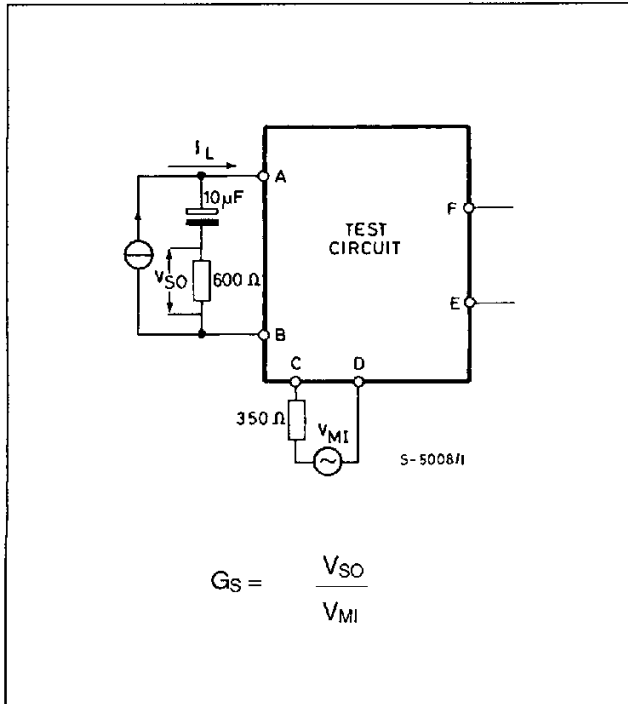 I_L
A
10µF
F
TEST
CIRCUIT
V_SO
600 Ω
E
B
C D
350 Ω
V_MI
S-5008/1
G_S = V_SO / V_MI